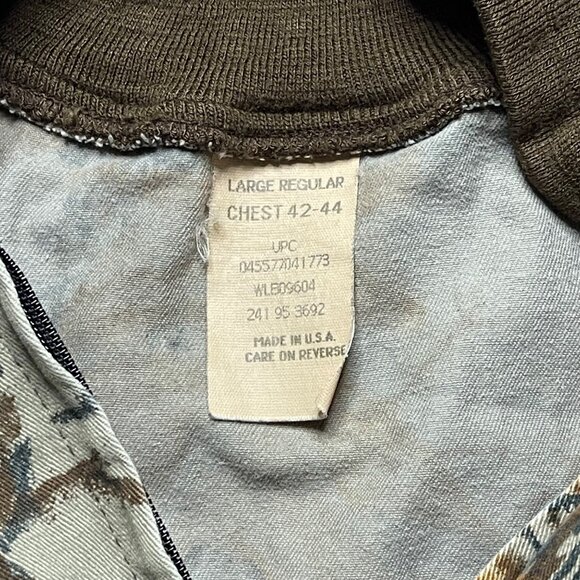 LARGE REGULAR
CHEST 42-44
UPC
045577041773
WLB09604
241 95 3692
MADE IN U.S.A.
CARE ON REVERSE